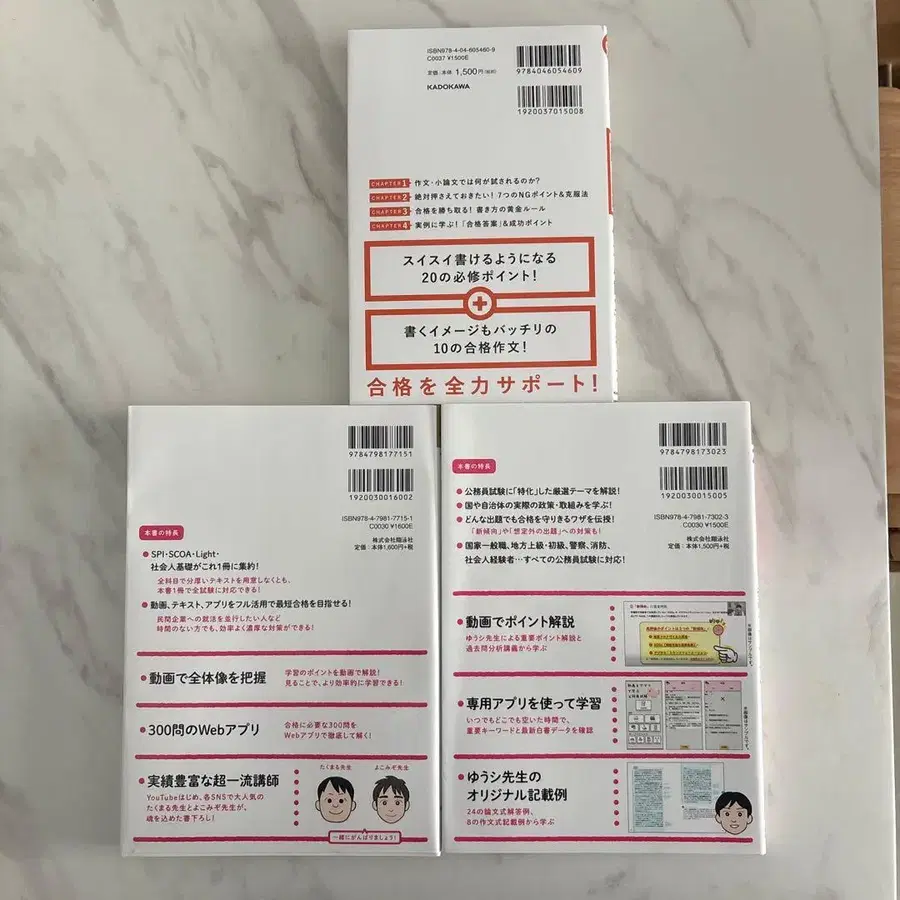 ISBN978-4-04-605460-9
C0037 ¥1500E
定価:本体1,500円(税別)
KADOKAWA
9784046054609
1920037015008
CHAPTER 1 作文・小論文では何が試されるのか?
CHAPTER 2 絶対押さえておきたい! 7つのNGポイント&克服法
CHAPTER 3 合格を勝ち取る! 書き方の黄金ルール
CHAPTER 4 実例に学ぶ!「合格答案」&成功ポイント
スイスイ書けるようになる
20の必修ポイント!
+
書くイメージもバッチリの
10の合格作文!
合格を全力サポート!
9784798177151
1920030016002
ISBN978-4-7981-7715-1
C0030 ¥1600E
株式会社翔泳社
定価:本体1,600円+税
本書の特長
●SPI・SCOA・Light・
社会人基礎がこれ1冊に集約!
全科目で分厚いテキストを用意しなくとも、
本書1冊で全試験に対応できる!
●動画、テキスト、アプリをフル活用で最短合格を目指せる!
民間企業への就活を並行したい人など
時間のない方でも、効率よく濃厚な対策ができる!
●動画で全体像を把握
学習のポイントを動画で解説!
見ることで、より効率的に学習できる!
●300問のWebアプリ
合格に必要な300問を
Webアプリで徹底して解く!
●実績豊富な超一流講師
YouTubeはじめ、各SNSで大人気の
たくまる先生とよこみぞ先生が、
魂を込めた書下ろし!
たくまる先生
よこみぞ先生
一緒にがんばりましょう!
9784798173023
1920030015005
ISBN978-4-7981-7302-3
C0030 ¥1500E
株式会社翔泳社
定価:本体1,500円+税
本書の特長
●公務員試験に「特化」した厳選テーマを解説!
●国や自治体の実際の政策・取組みを学ぶ!
●どんな出題でも合格を守りきるワザを伝授!
「新傾向」や「想定外の出題」への対策も!
●国家一般職、地方上級・初級、警察、消防、
社会人経験者…すべての公務員試験に対応!
●動画でポイント解説
ゆうシ先生による重要ポイント解説と
過去問分析講義から学ぶ
●専用アプリを使って学習
いつでもどこでも空いた時間で、
重要キーワードと最新白書データを確認
●ゆうシ先生の
オリジナル記載例
24の論文式解答例、
8の作文式記載例から学ぶ
※画像はサンプルです。
※画像はサンプルです。